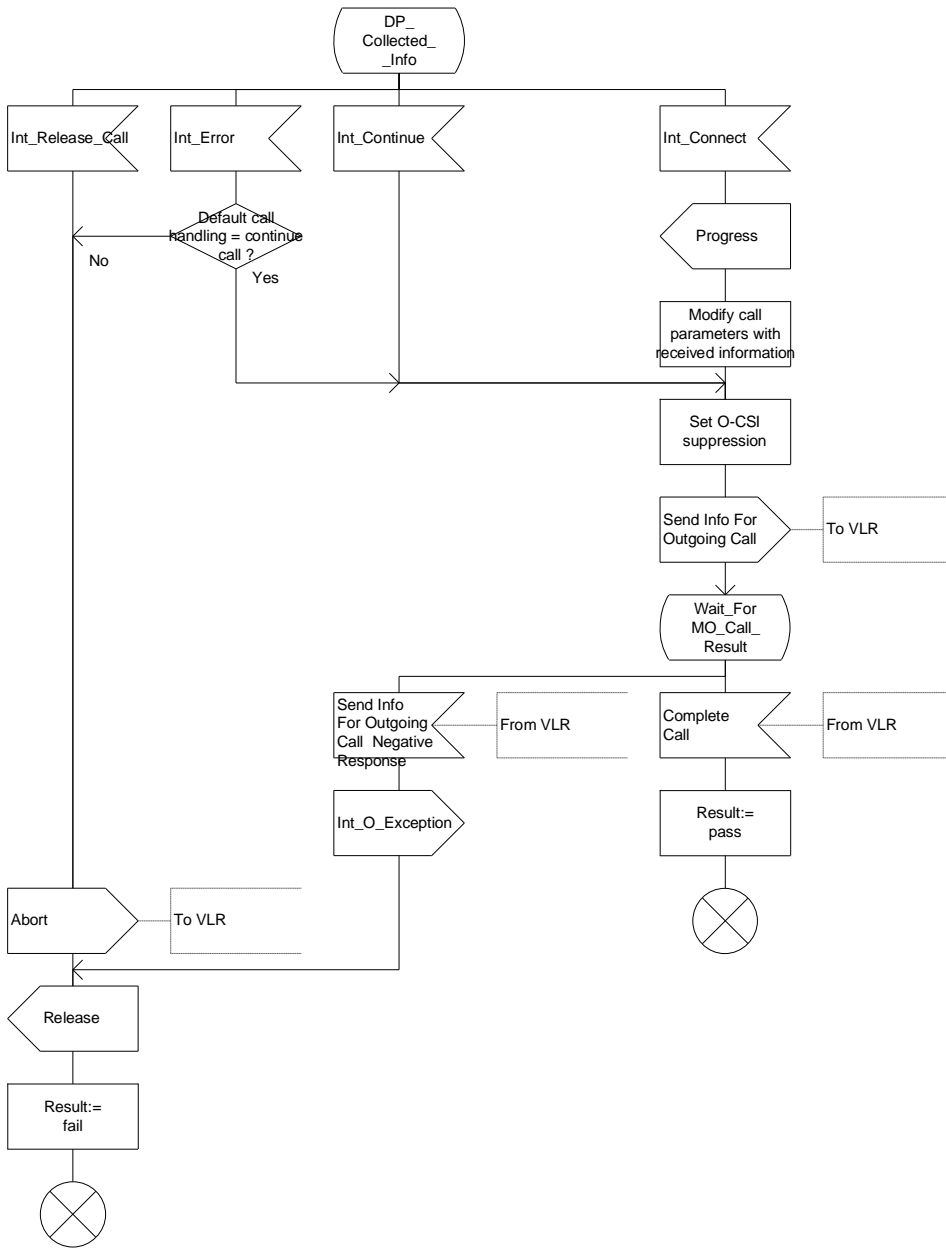 DP_
Collected_
_Info
Int_Release_Call
Int_Error
Int_Continue
Int_Connect
Default call
handling = continue
call ?
No
Yes
Progress
Modify call
parameters with
received information
Set O-CSI
suppression
Send Info For
Outgoing Call
To VLR
Wait_For
MO_Call_
Result
Send Info
For Outgoing
Call  Negative
Response
From VLR
Complete
Call
From VLR
Int_O_Exception
Result:=
pass
Abort
To VLR
Release
Result:=
fail